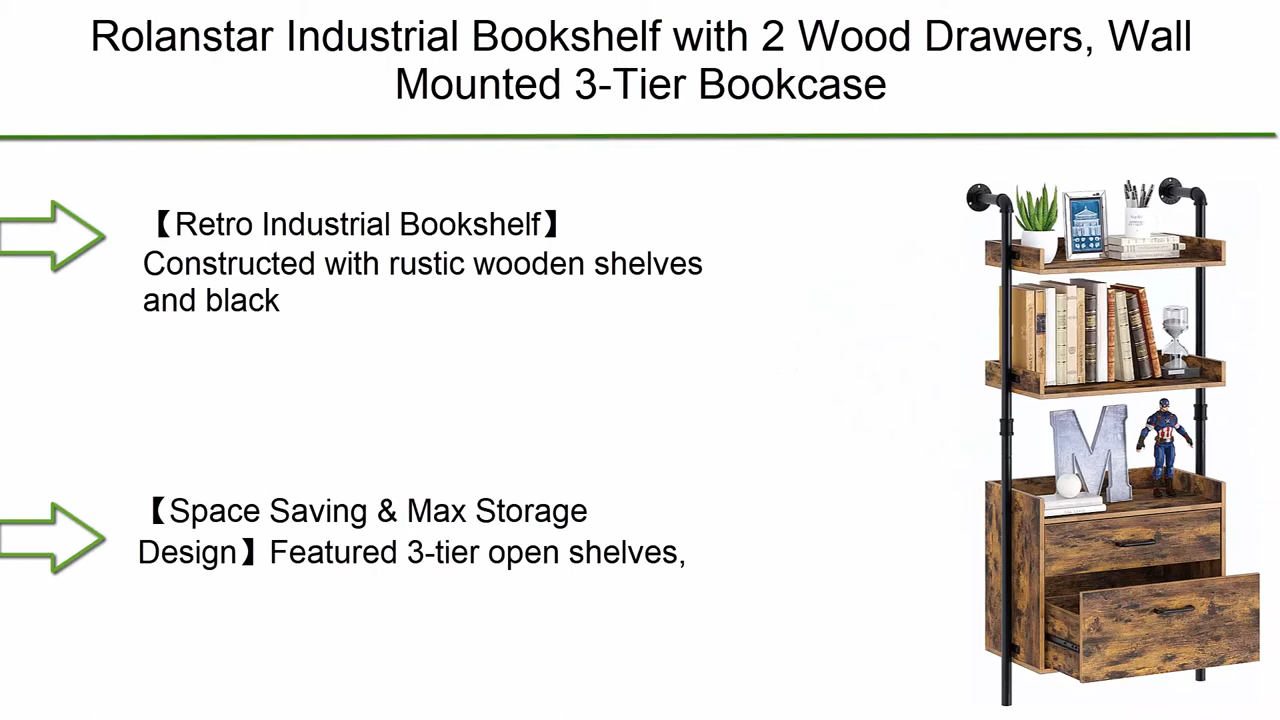 Rolanstar Industrial Bookshelf with 2 Wood Drawers, Wall
Mounted 3-Tier Bookcase
【Retro Industrial Bookshelf】
Constructed with rustic wooden shelves
and black
【Space Saving & Max Storage
Design】Featured 3-tier open shelves,
M